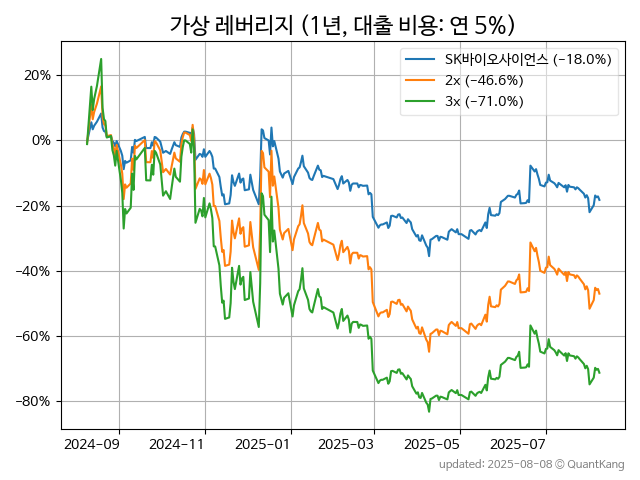 가상 레버리지 (1년, 대출 비용: 연 5%)
SK바이오사이언스 (−18.0%)
2x (−46.6%)
3x (−71.0%)
20%
0%
−20%
−40%
−60%
−80%
2024-09
2024-11
2025-01
2025-03
2025-05
2025-07
updated: 2025-08-08 © QuantKang